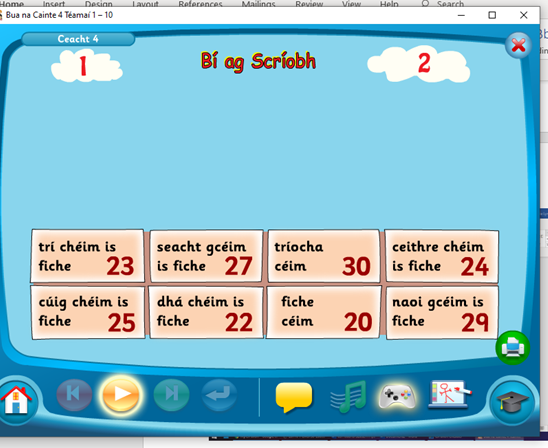 Home Insert Design Layout References Mailings Review View Help Search
Bua na Cainte 4 Téamaí 1 – 10
Ceacht 4
1
Bí ag Scríobh
2
trí chéim is
fiche 23
seacht gcéim
is fiche 27
tríocha
céim 30
ceithre chéim
is fiche 24
cúig chéim is
fiche 25
dhá chéim is
fiche 22
fiche
céim 20
naoi gcéim is
fiche 29